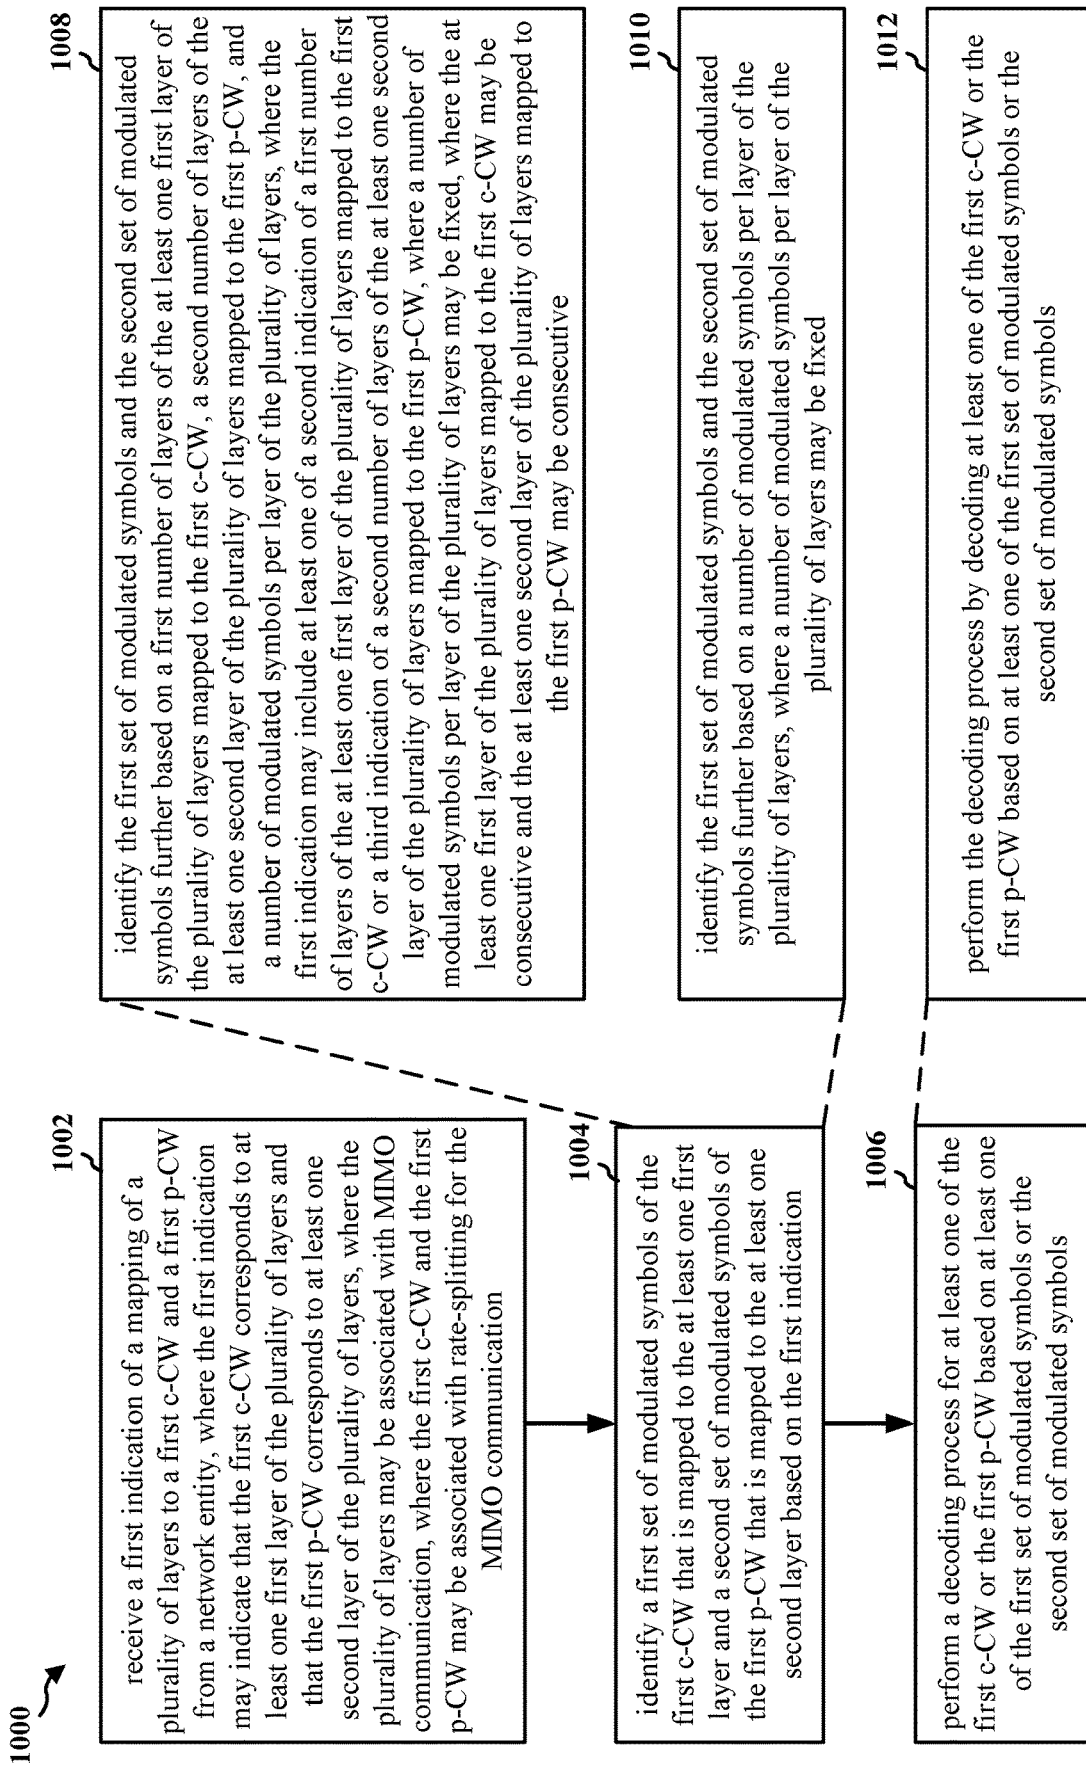 1000
1002
receive a first indication of a mapping of a
plurality of layers to a first c-CW and a first p-CW
from a network entity, where the first indication
may indicate that the first c-CW corresponds to at
least one first layer of the plurality of layers and
that the first p-CW corresponds to at least one
second layer of the plurality of layers, where the
plurality of layers may be associated with MIMO
communication, where the first c-CW and the first
p-CW may be associated with rate-splitting for the
MIMO communication
1004
identify a first set of modulated symbols of the
first c-CW that is mapped to the at least one first
layer and a second set of modulated symbols of
the first p-CW that is mapped to the at least one
second layer based on the first indication
1006
perform a decoding process for at least one of the
first c-CW or the first p-CW based on at least one
of the first set of modulated symbols or the
second set of modulated symbols
1008
identify the first set of modulated symbols and the second set of modulated
symbols further based on a first number of layers of the at least one first layer of
the plurality of layers mapped to the first c-CW, a second number of layers of the
at least one second layer of the plurality of layers mapped to the first p-CW, and
a number of modulated symbols per layer of the plurality of layers, where the
first indication may include at least one of a second indication of a first number
of layers of the at least one first layer of the plurality of layers mapped to the first
c-CW or a third indication of a second number of layers of the at least one second
layer of the plurality of layers mapped to the first p-CW, where a number of
modulated symbols per layer of the plurality of layers may be fixed, where the at
least one first layer of the plurality of layers mapped to the first c-CW may be
consecutive and the at least one second layer of the plurality of layers mapped to
the first p-CW may be consecutive
1010
identify the first set of modulated symbols and the second set of modulated
symbols further based on a number of modulated symbols per layer of the
plurality of layers, where a number of modulated symbols per layer of the
plurality of layers may be fixed
1012
perform the decoding process by decoding at least one of the first c-CW or the
first p-CW based on at least one of the first set of modulated symbols or the
second set of modulated symbols